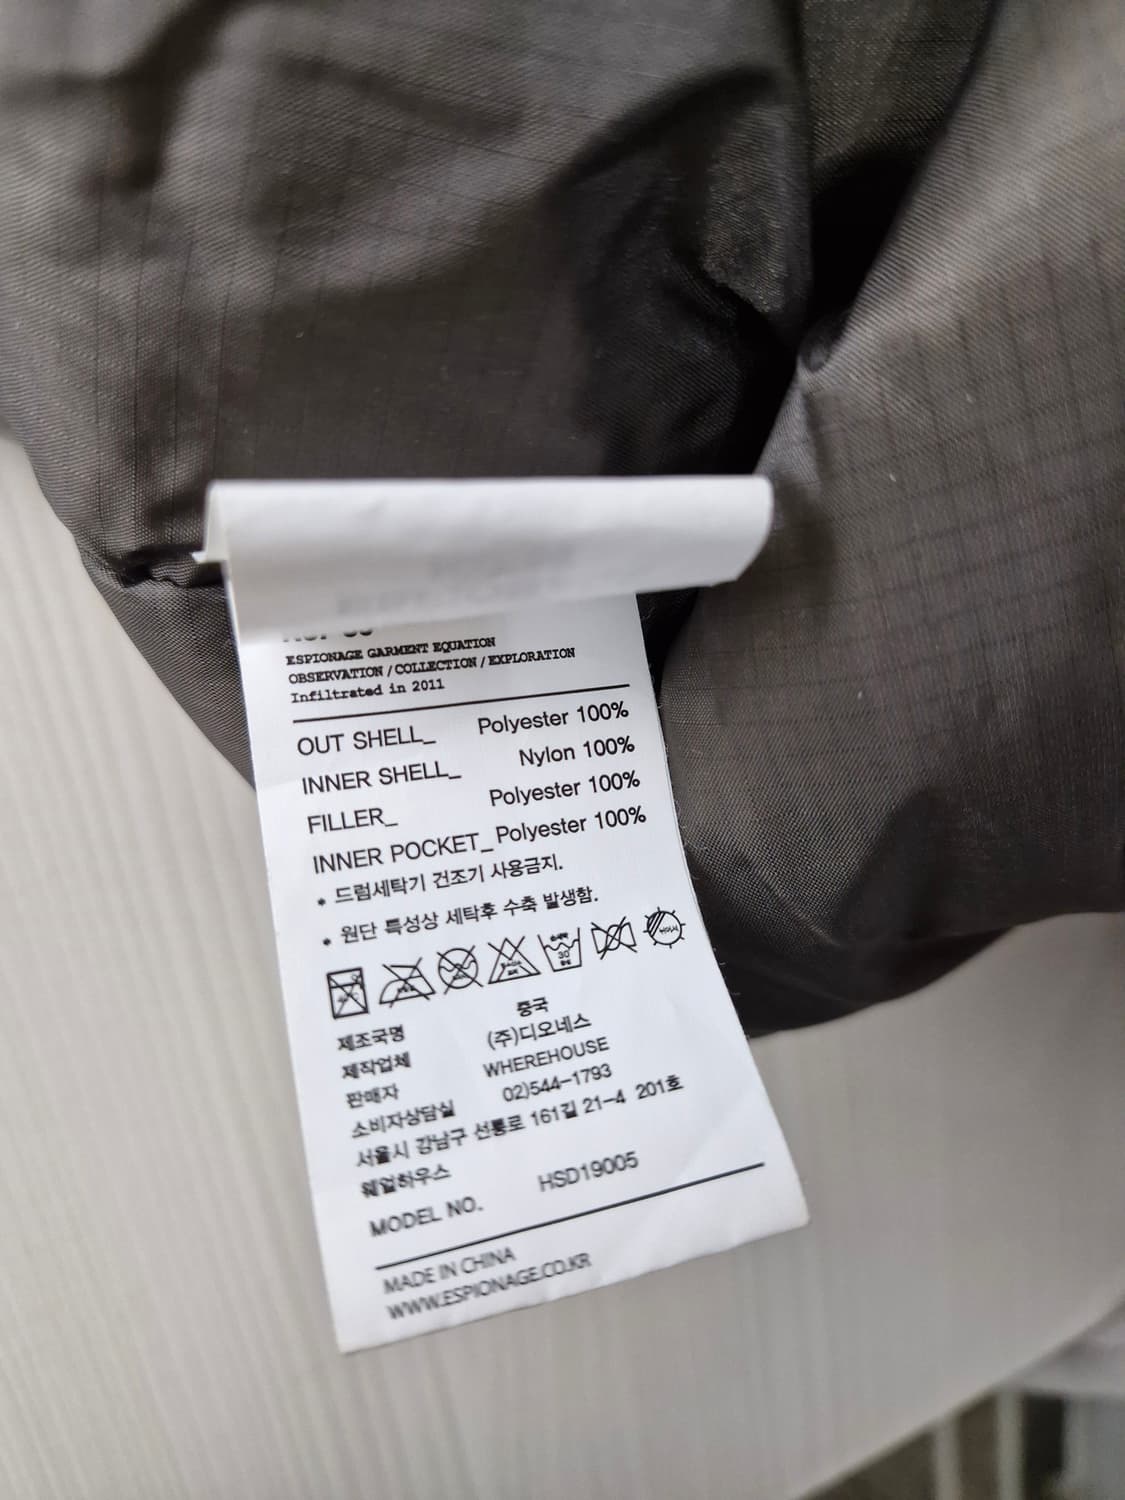 ESPIONAGE GARMENT EQUATION
OBSERVATION / COLLECTION / EXPLORATION
Infiltrated in 2011
OUT SHELL_ Polyester 100%
INNER SHELL_ Nylon 100%
FILLER_ Polyester 100%
INNER POCKET_ Polyester 100%
• 드럼세탁기 건조기 사용금지.
• 원단 특성상 세탁후 수축 발생함.
30
제조국명 중국
제작업체 (주)디오네스
판매자 WHEREHOUSE
소비자상담실 02)544-1793
서울시 강남구 선릉로 161길 21-4 201호
웨얼하우스
MODEL NO. HSD19005
MADE IN CHINA
WWW.ESPIONAGE.CO.KR